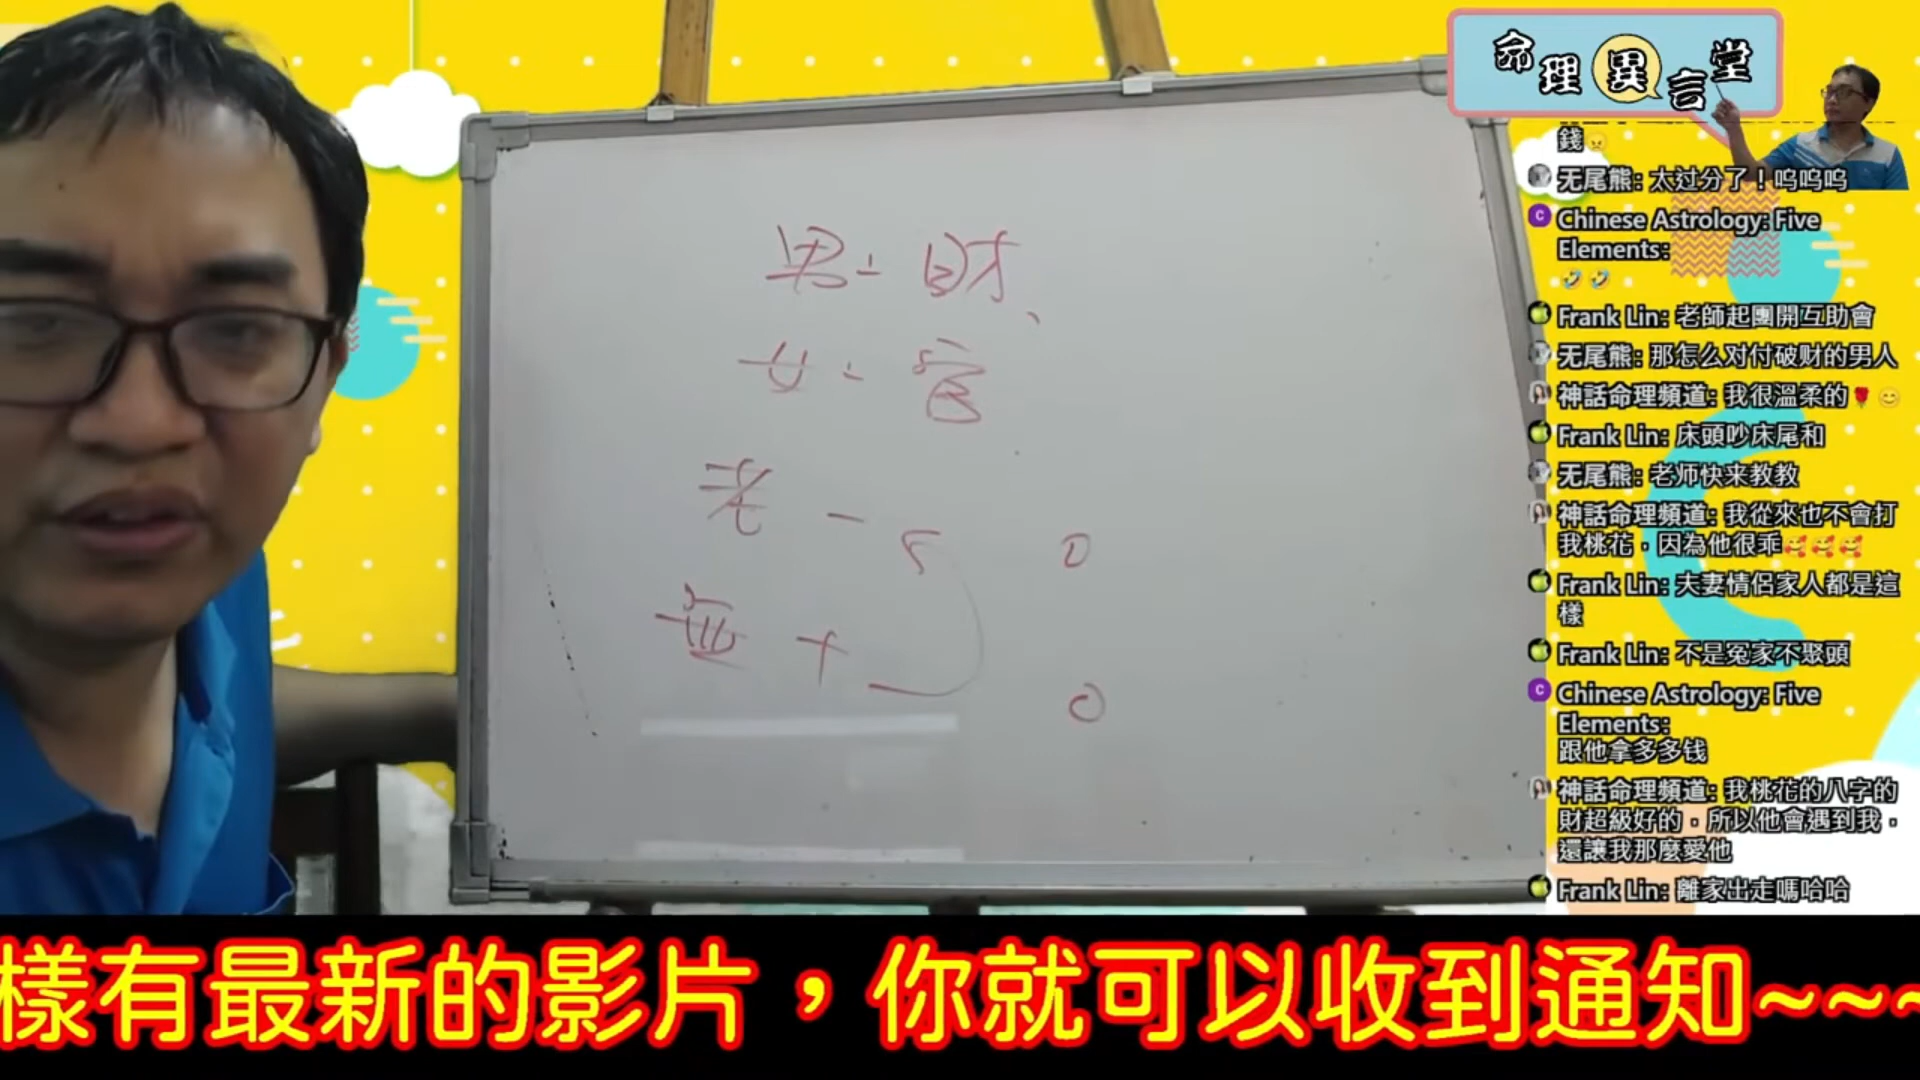 命理異言堂
錢😠
无尾熊: 太过分了！呜呜呜
Chinese Astrology: Five
Elements:
🤣🤣
Frank Lin: 老師起團開互助會
无尾熊: 那怎么对付破财的男人
神話命理頻道: 我很溫柔的🌹😊
Frank Lin: 床頭吵床尾和
无尾熊: 老师快来教教
神話命理頻道: 我從來也不會打
我桃花，因為他很乖🥰🥰🥰
Frank Lin: 夫妻情侶家人都是這
樣
Frank Lin: 不是冤家不聚頭
Chinese Astrology: Five
Elements:
跟他拿多多钱
神話命理頻道: 我桃花的八字的
財超級好的，所以他會遇到我，
還讓我那麼愛他
Frank Lin: 離家出走嗎哈哈
男: 財
女: 官
樣有最新的影片，你就可以收到通知~~~